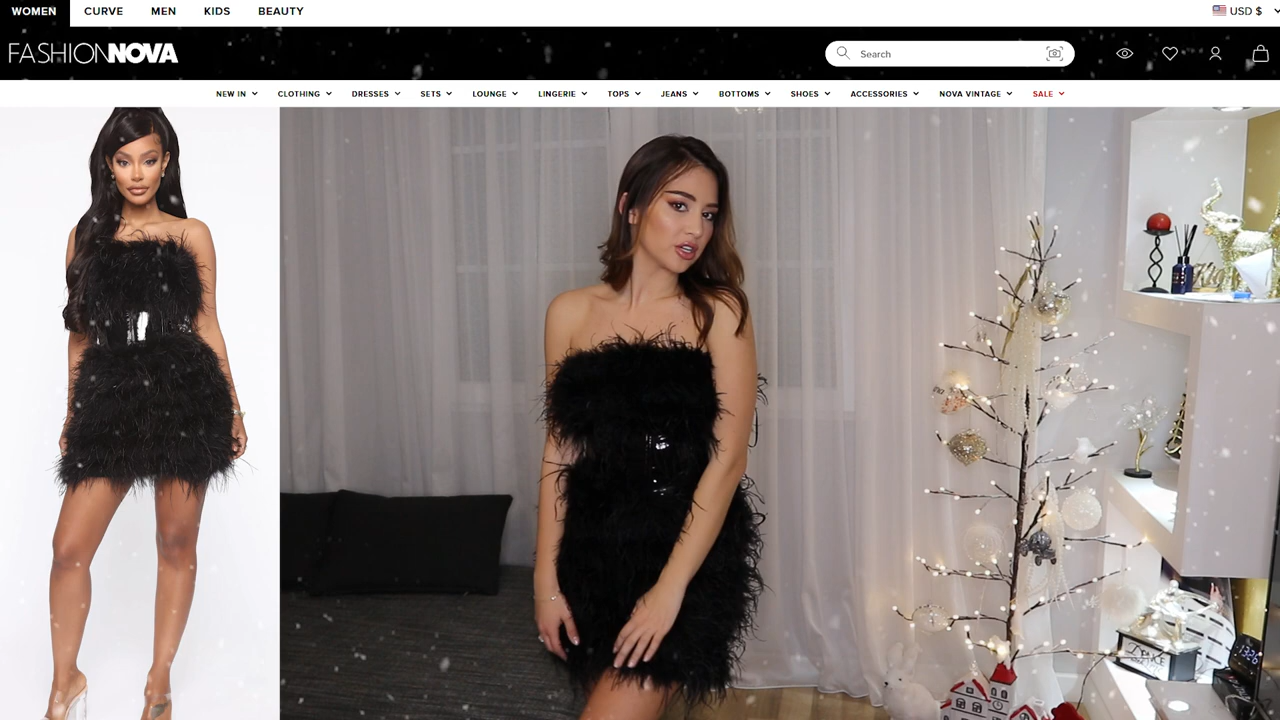 WOMEN CURVE MEN KIDS BEAUTY USD $
FASHIONNOVA Search
NEW IN CLOTHING DRESSES SETS LOUNGE LINGERIE TOPS JEANS BOTTOMS SHOES ACCESSORIES NOVA VINTAGE SALE
DANCE